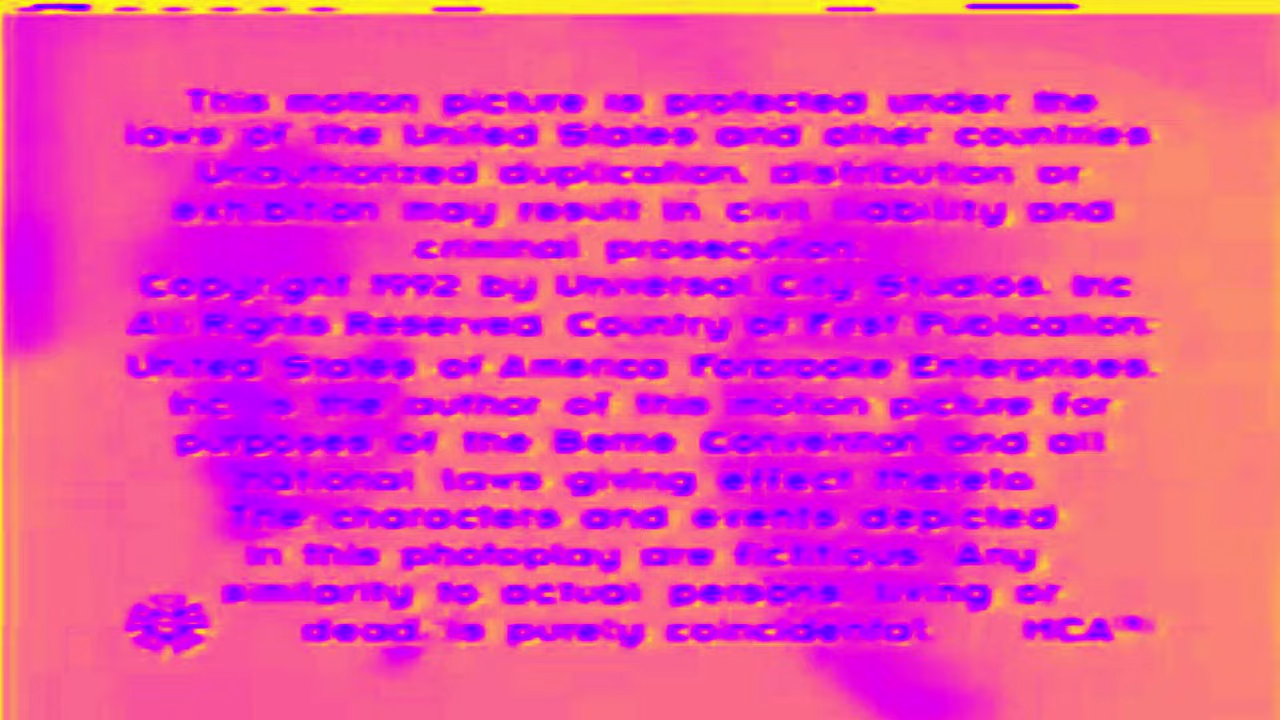 This motion picture is protected under the
laws of the United States and other countries
Unauthorized duplication, distribution or
exhibition may result in civil liability and
criminal prosecution.
Copyright 1992 by Universal City Studios. Inc
All Rights Reserved Country of First Publication:
United States of America Forbrooke Enterprises.
Inc is the author of this motion picture for
purposes of the Berne Convention and all
national laws giving effect thereto
The characters and events depicted
in this photoplay are fictitious Any
similarity to actual persons living or
dead, is purely coincidental. MCA